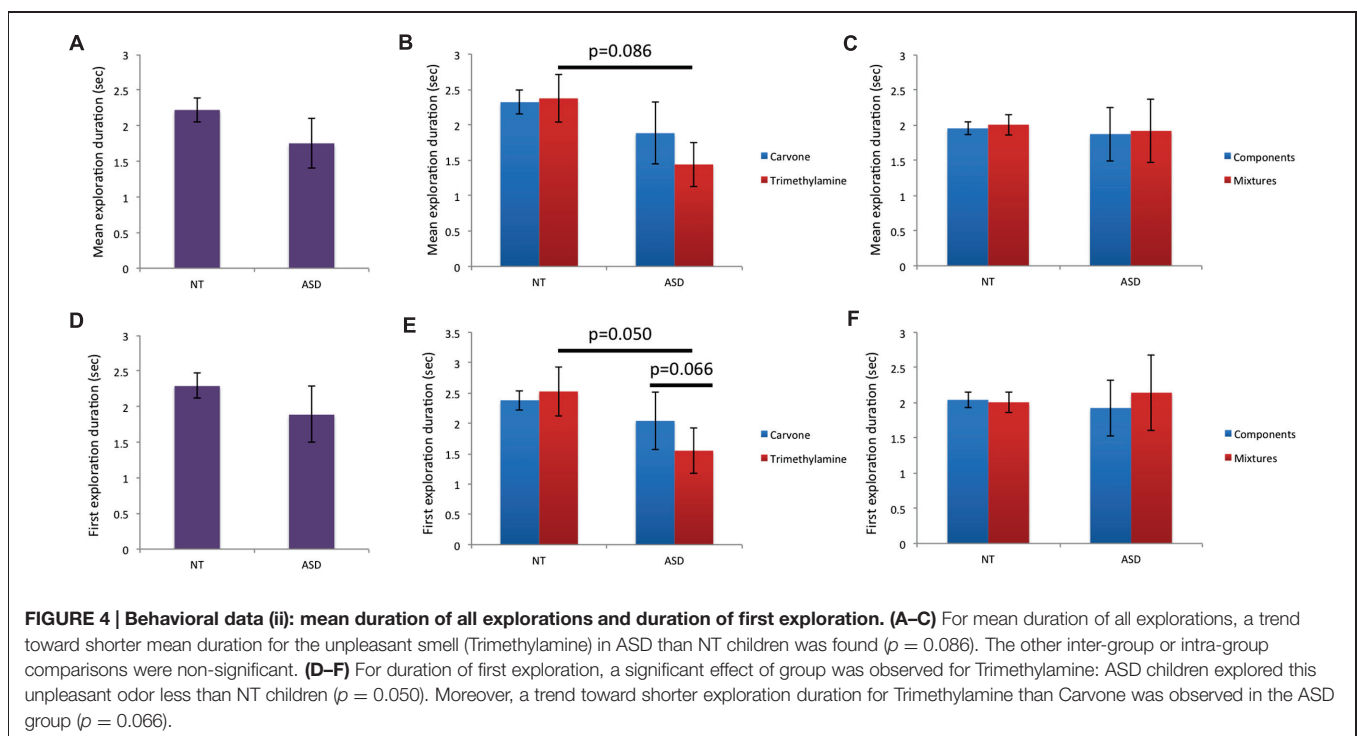 A
3
2.5
2
1.5
1
0.5
0
Mean exploration duration (sec)
NT ASD
B
p=0.086
3
2.5
2
1.5
1
0.5
0
Mean exploration duration (sec)
NT ASD
Carvone
Trimethylamine
C
3
2.5
2
1.5
1
0.5
0
Mean exploration duration (sec)
NT ASD
Components
Mixtures
D
3
2.5
2
1.5
1
0.5
0
First exploration duration (sec)
NT ASD
E
p=0.050
p=0.066
3.5
3
2.5
2
1.5
1
0.5
0
First exploration duration (sec)
NT ASD
Carvone
Trimethylamine
F
3
2.5
2
1.5
1
0.5
0
First exploration duration (sec)
NT ASD
Components
Mixtures
FIGURE 4 | Behavioral data (ii): mean duration of all explorations and duration of first exploration. (A–C) For mean duration of all explorations, a trend
toward shorter mean duration for the unpleasant smell (Trimethylamine) in ASD than NT children was found (p = 0.086). The other inter-group or intra-group
comparisons were non-significant. (D–F) For duration of first exploration, a significant effect of group was observed for Trimethylamine: ASD children explored this
unpleasant odor less than NT children (p = 0.050). Moreover, a trend toward shorter exploration duration for Trimethylamine than Carvone was observed in the ASD
group (p = 0.066).